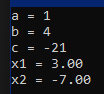 a = 1
b = 4
c = -21
x1 = 3.00
x2 = -7.00